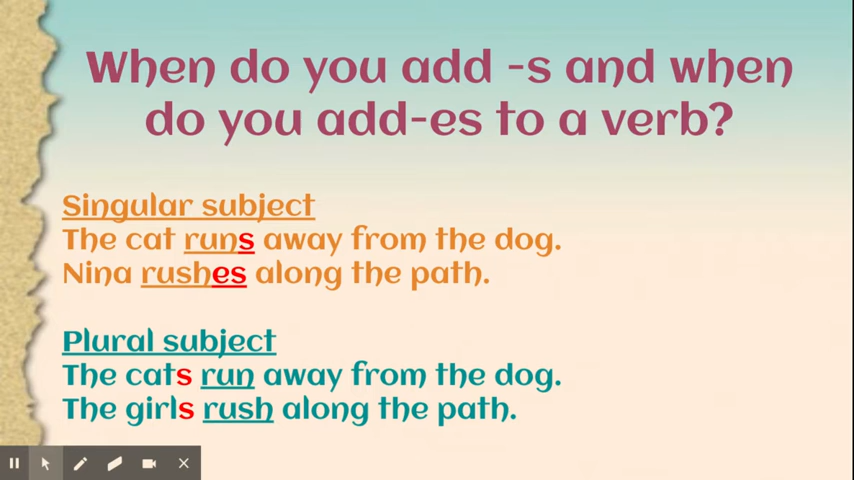 When do you add -s and when
do you add-es to a verb?
Singular subject
The cat runs away from the dog.
Nina rushes along the path.
Plural subject
The cats run away from the dog.
The girls rush along the path.